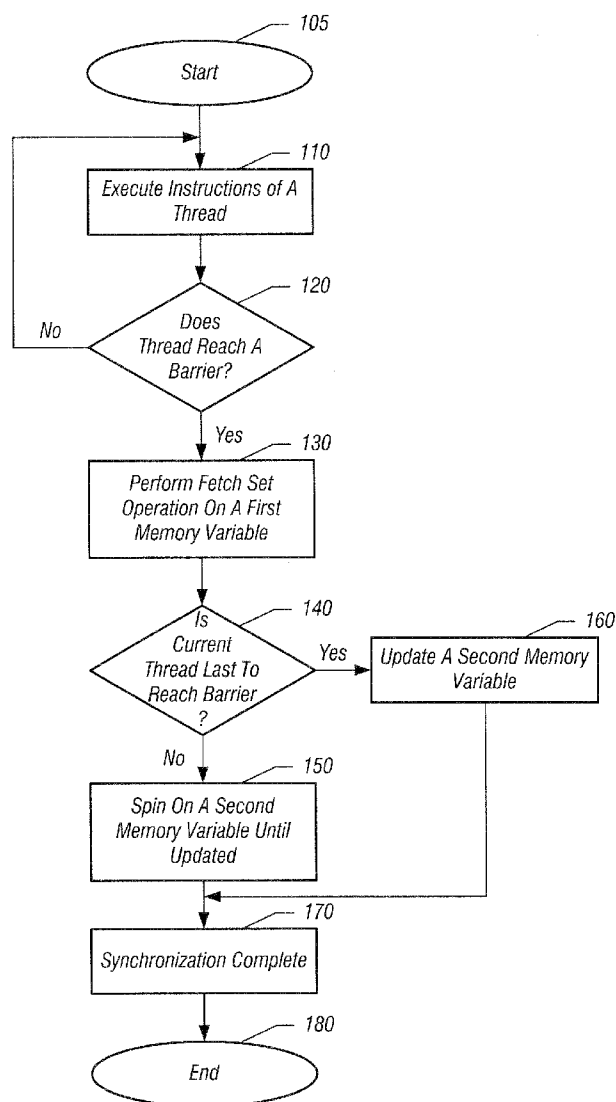 105
Start
110
Execute Instructions of A
Thread
120
Does
Thread Reach A
Barrier?
No
Yes
130
Perform Fetch Set
Operation On A First
Memory Variable
140
Is
Current
Thread Last To
Reach Barrier
?
Yes
160
Update A Second Memory
Variable
No
150
Spin On A Second
Memory Variable Until
Updated
170
Synchronization Complete
180
End